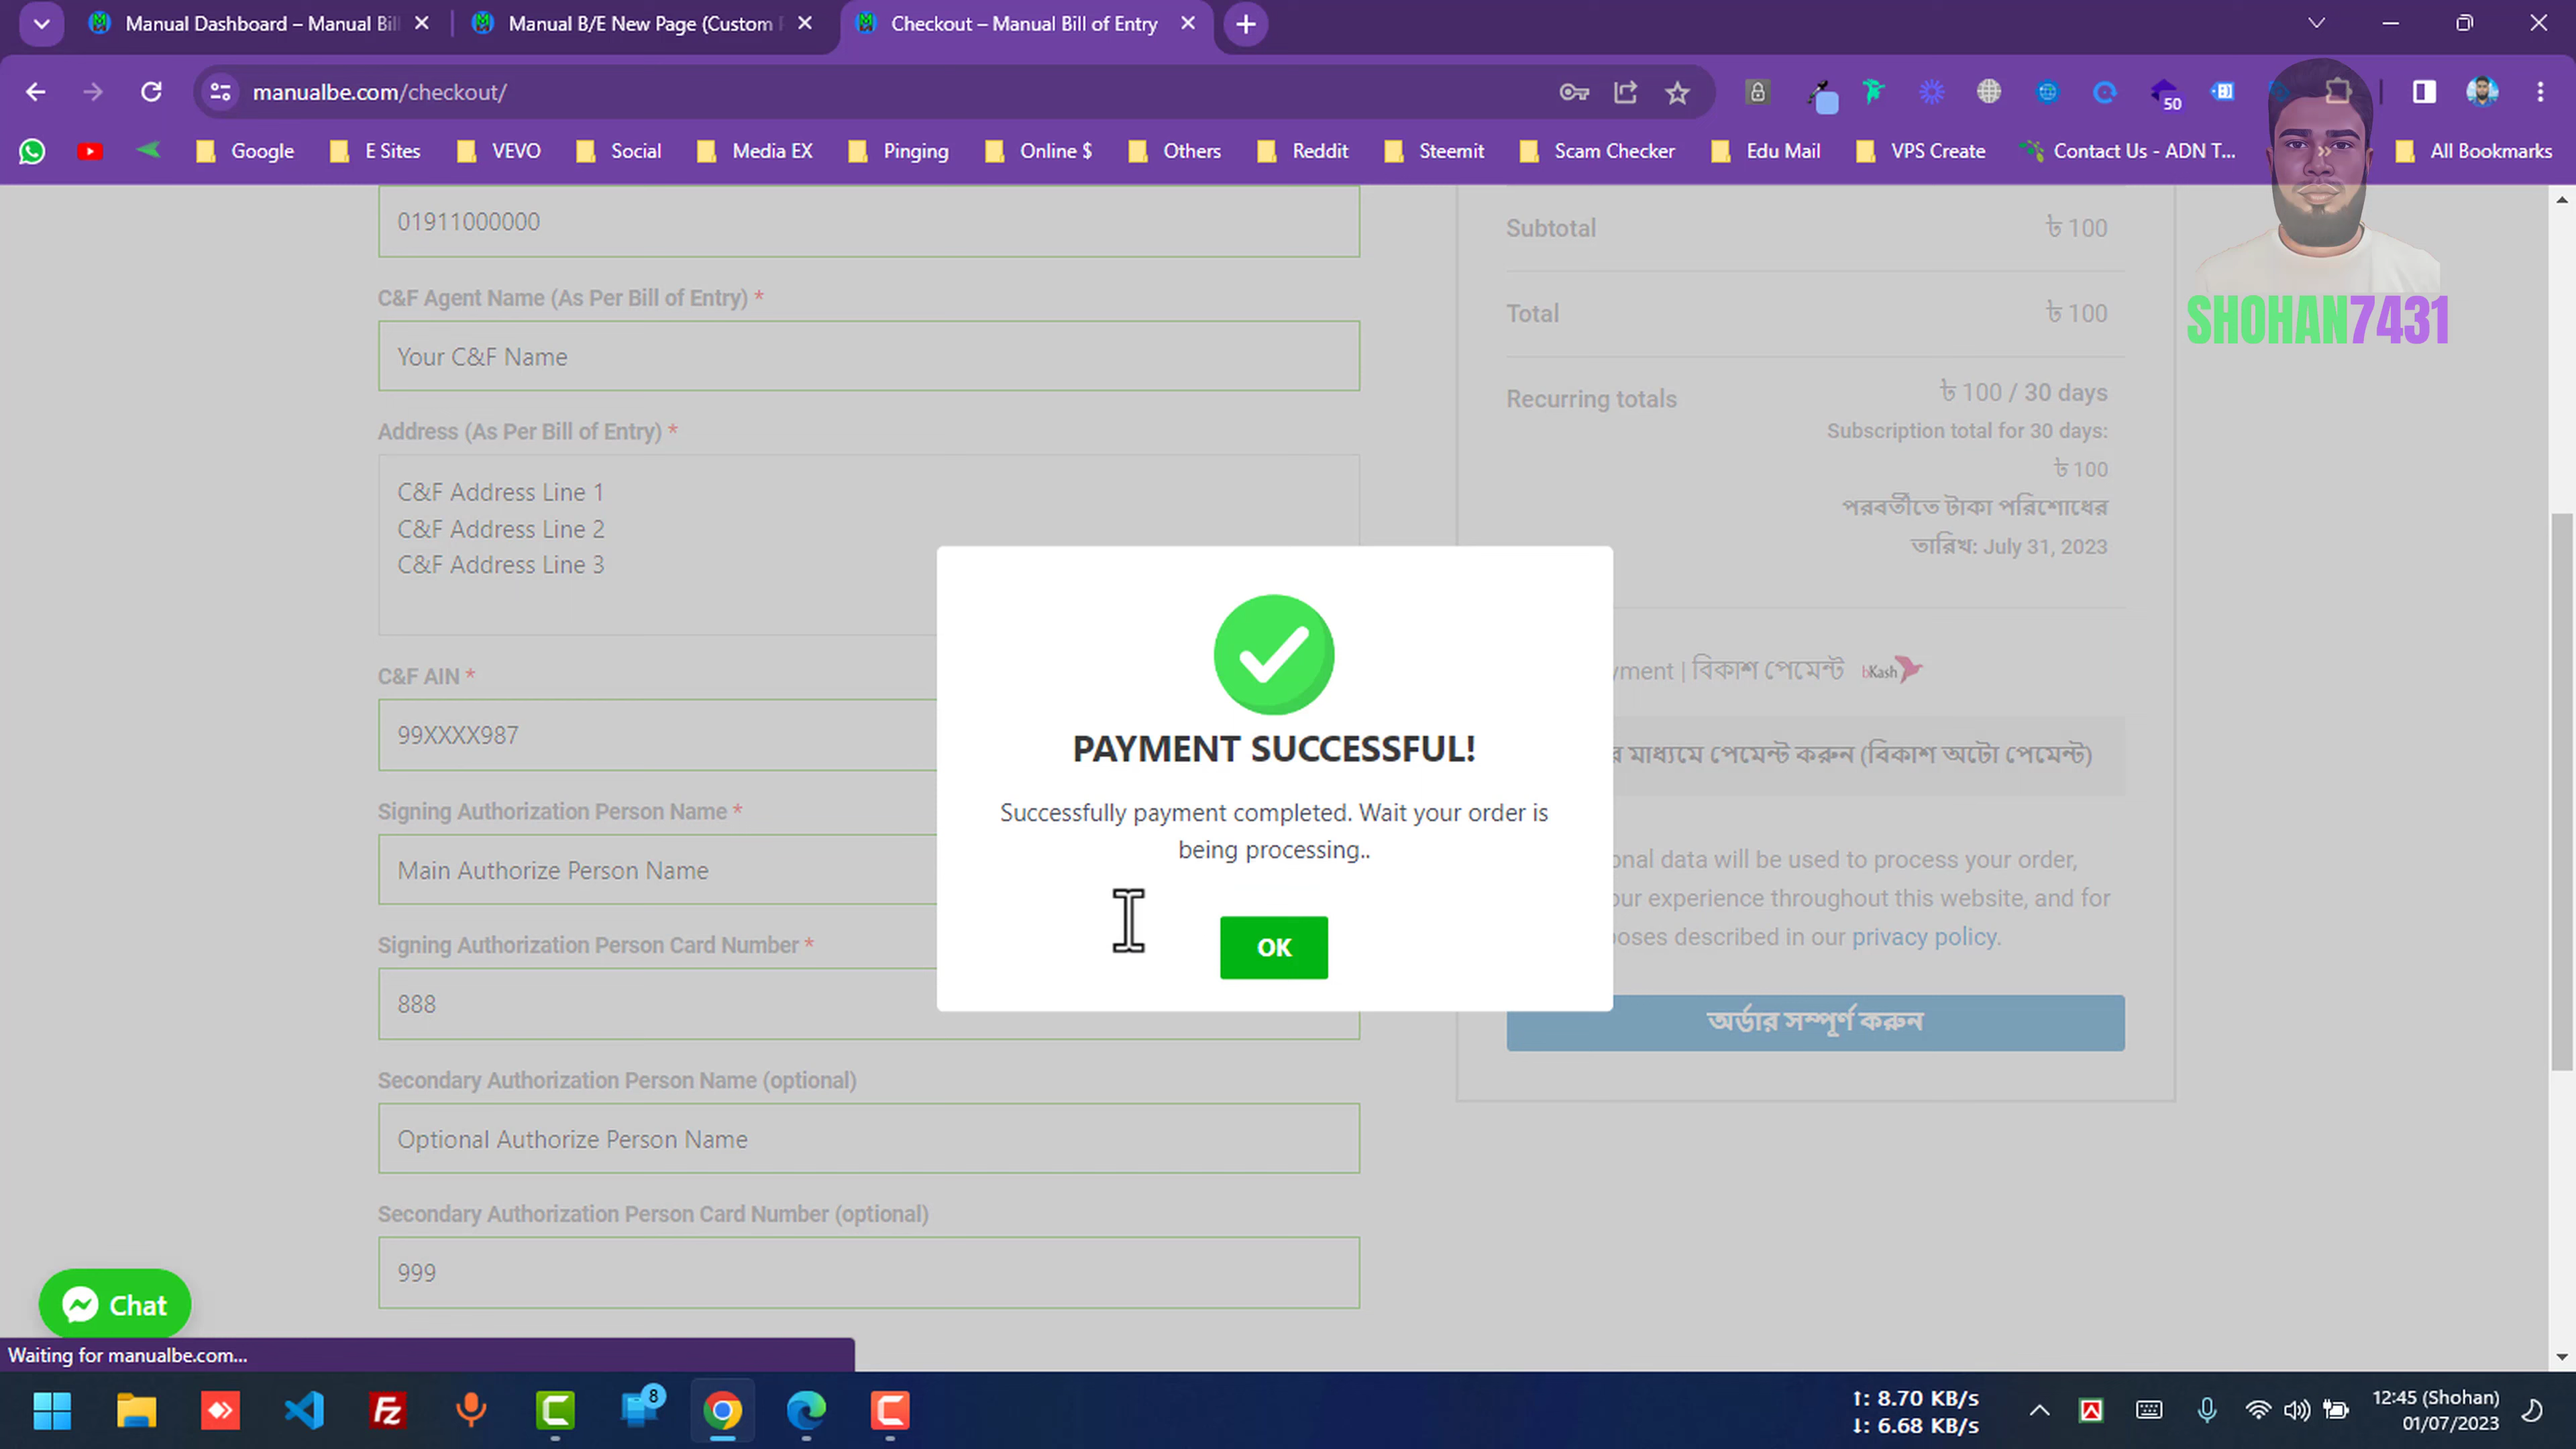 Manual Dashboard – Manual Bill
Manual B/E New Page (Custom
Checkout – Manual Bill of Entry
manualbe.com/checkout/
50
Google
E Sites
VEVO
Social
Media EX
Pinging
Online $
Others
Reddit
Steemit
Scam Checker
Edu Mail
VPS Create
Contact Us - ADN T...
»
All Bookmarks
SHOHAN7431
01911000000
C&F Agent Name (As Per Bill of Entry) *
Your C&F Name
Address (As Per Bill of Entry) *
C&F Address Line 1
C&F Address Line 2
C&F Address Line 3
C&F AIN *
99XXXX987
Signing Authorization Person Name *
Main Authorize Person Name
Signing Authorization Person Card Number *
888
Secondary Authorization Person Name (optional)
Optional Authorize Person Name
Secondary Authorization Person Card Number (optional)
999
Subtotal
৳ 100
Total
৳ 100
Recurring totals
৳ 100 / 30 days
Subscription total for 30 days:
৳ 100
পরবর্তীতে টাকা পরিশোধের
তারিখ: July 31, 2023
yment | বিকাশ পেমেন্ট bKash
র মাধ্যমে পেমেন্ট করুন (বিকাশ অটো পেমেন্ট)
onal data will be used to process your order,
our experience throughout this website, and for
oses described in our privacy policy.
অর্ডার সম্পূর্ণ করুন
PAYMENT SUCCESSFUL!
Successfully payment completed. Wait your order is
being processing..
OK
Chat
Waiting for manualbe.com...
8
↑: 8.70 KB/s
↓: 6.68 KB/s
12:45 (Shohan)
01/07/2023